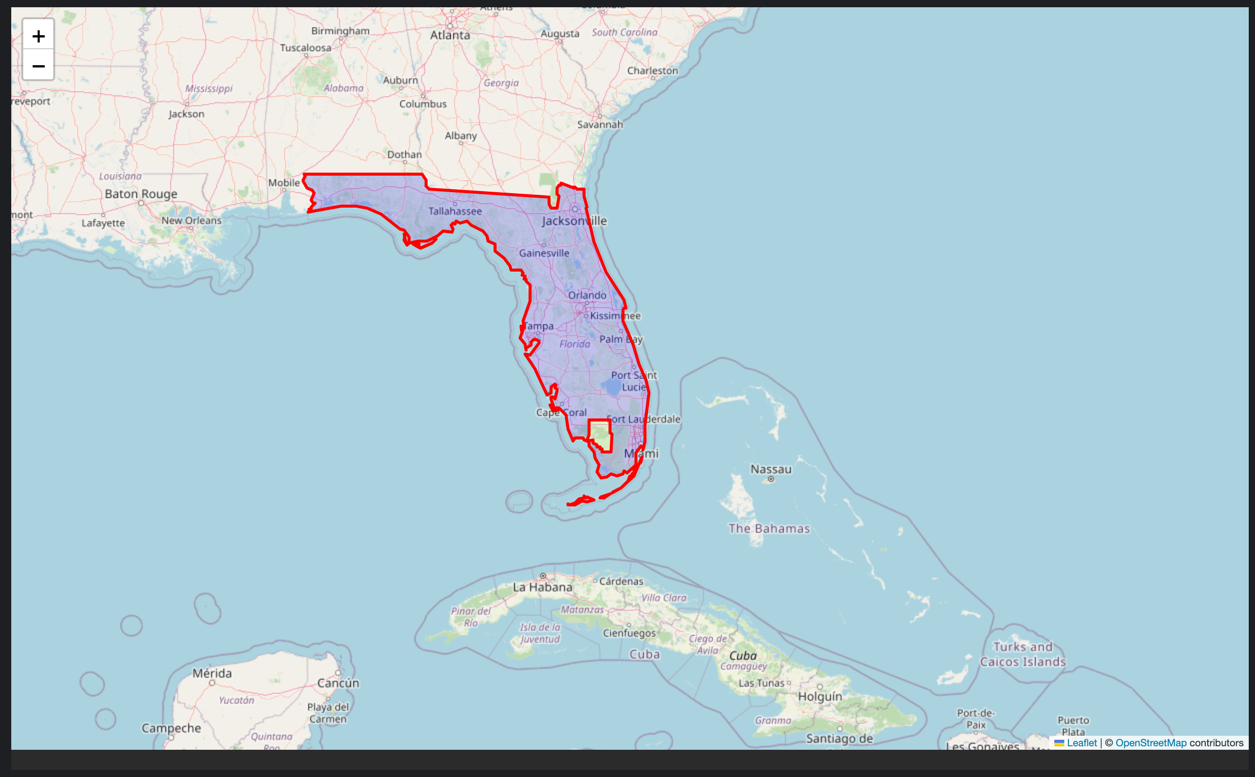 Athens
Columbia
+
Birmingham
Atlanta
Augusta
South Carolina
Tuscaloosa
−
Charleston
Auburn
Mississippi
Alabama
Georgia
reveport
Columbus
Jackson
Savannah
Albany
Dothan
Louisiana
Mobile
Baton Rouge
Tallahassee
mont
Lafayette
New Orleans
Jacksonville
Gainesville
Orlando
Kissimmee
Tampa
Florida
Palm Bay
Port Saint
Lucie
Cape Coral
Fort Lauderdale
Miami
Nassau
The Bahamas
La Habana
Cárdenas
Pinar del
Río
Matanzas
Villa Clara
Isla de la
Juventud
Cienfuegos
Ciego de
Ávila
Cuba
Cuba
Camagüey
Turks and
Caicos Islands
Mérida
Cancún
Las Tunas
Holguín
Yucatán
Playa del
Carmen
Port-de-
Paix
Granma
Puerto
Plata
Campeche
Quintana
Roo
Santiago de
Les Gonaïves
Leaflet | © OpenStreetMap contributors